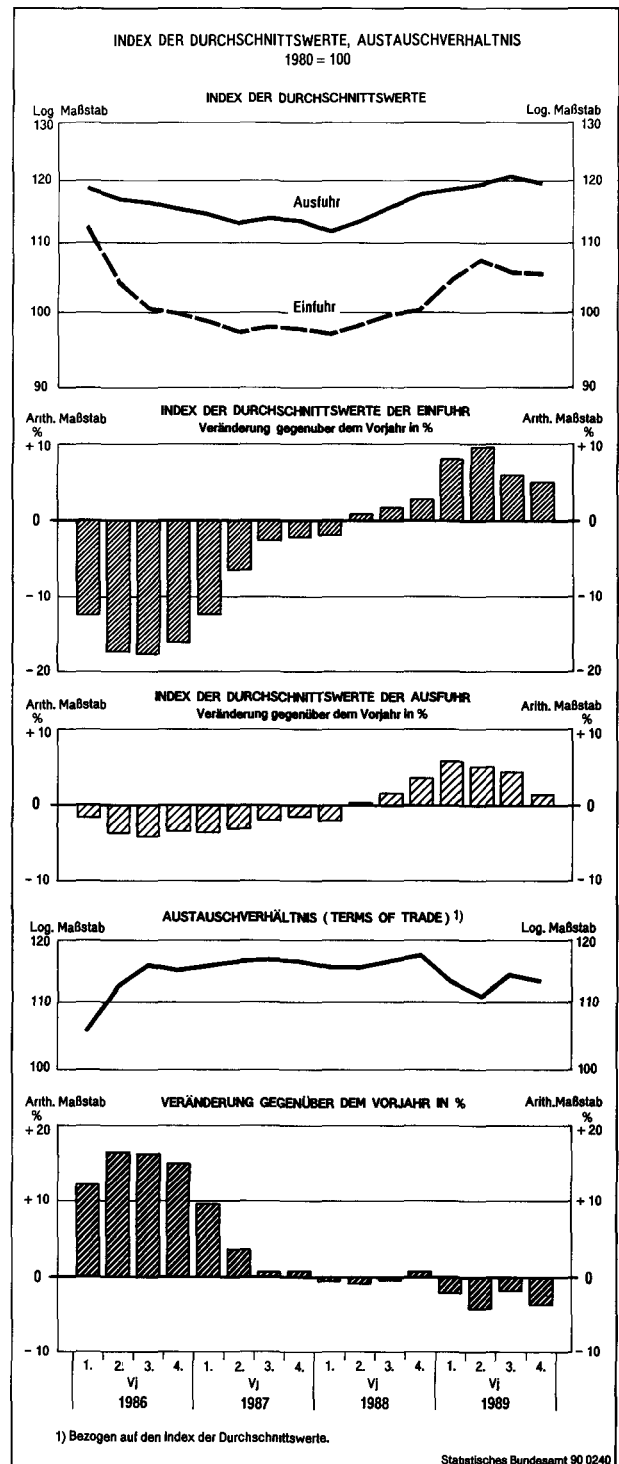 INDEX DER DURCHSCHNITTSWERTE, AUSTAUSCHVERHALTNIS
1980 = 100
INDEX DER DURCHSCHNITTSWERTE
Log Maßstab Log. Maßstab
130 130
120 120
Ausfuhr
110 110
Einfuhr
100 100
90 90
INDEX DER DURCHSCHNITTSWERTE DER EINFUHR
Arith. Maßstab Arith. Maßstab
% Veränderung gegenuber dem Vorjahr in % %
+ 10 + 10
0 0
- 10 - 10
- 20 - 20
INDEX DER DURCHSCHNITTSWERTE DER AUSFUHR
Arith. Maßstab Arith. Maßstab
% Veränderung gegenüber dem Vorjahr in % %
+ 10 + 10
0 0
- 10 - 10
AUSTAUSCHVERHÄLTNIS (TERMS OF TRADE) 1)
Log. Maßstab Log. Maßstab
120 120
110 110
100 100
Arith. Maßstab VERÄNDERUNG GEGENÜBER DEM VORJAHR IN % Arith.Maßstab
% %
+ 20 + 20
+ 10 + 10
0 0
- 10 - 10
1. 2. 3. 4. 1. 2. 3. 4. 1. 2. 3. 4. 1. 2. 3. 4.
Vj Vj Vj Vj
1986 1987 1988 1989
1) Bezogen auf den Index der Durchschnittswerte.
Statistisches Bundesamt 90 0240